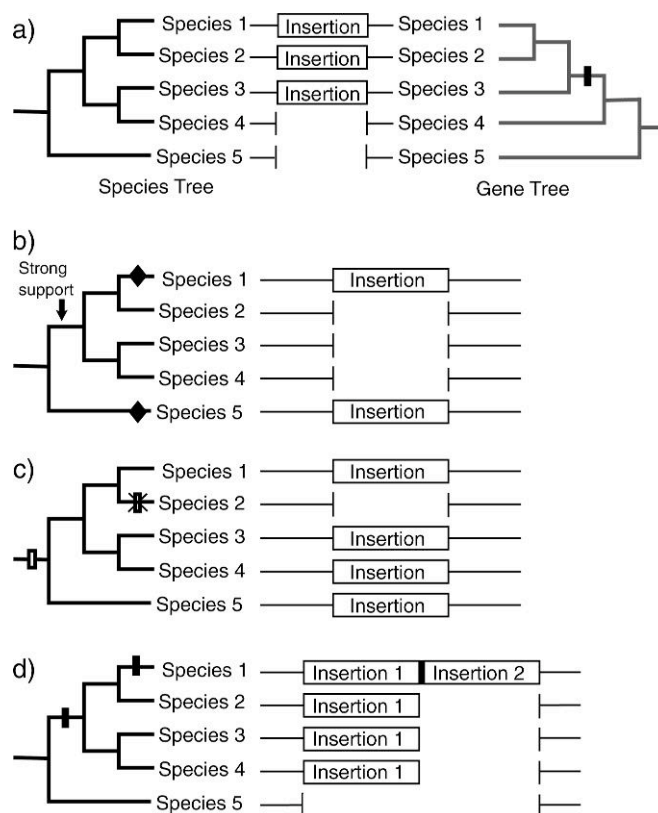 a)
Species 1 Insertion Species 1
Species 2 Insertion Species 2
Species 3 Insertion Species 3
Species 4 Species 4
Species 5 Species 5
Species Tree Gene Tree
b)
Strong
support
Species 1 Insertion
Species 2
Species 3
Species 4
Species 5 Insertion
c)
Species 1 Insertion
Species 2
Species 3 Insertion
Species 4 Insertion
Species 5 Insertion
d)
Species 1 Insertion 1 Insertion 2
Species 2 Insertion 1
Species 3 Insertion 1
Species 4 Insertion 1
Species 5